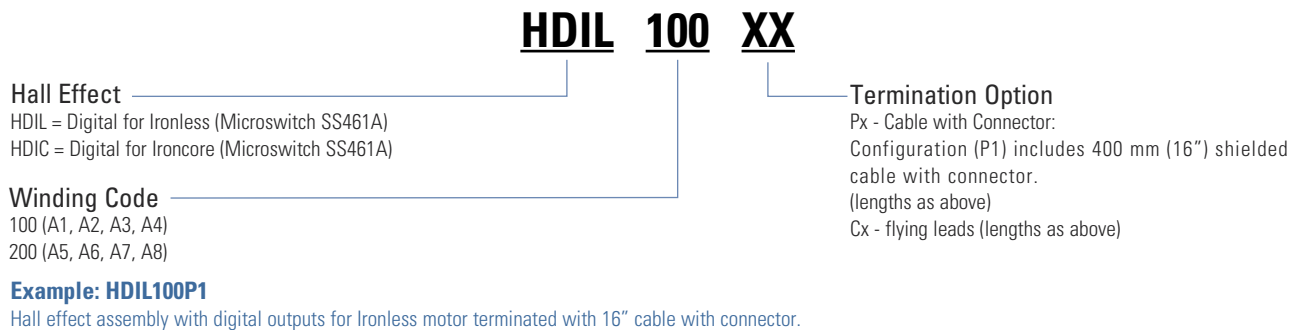 HDIL 100 XX
Hall Effect
HDIL = Digital for Ironless (Microswitch SS461A)
HDIC = Digital for Ironcore (Microswitch SS461A)
Winding Code
100 (A1, A2, A3, A4)
200 (A5, A6, A7, A8)
Termination Option
Px - Cable with Connector:
Configuration (P1) includes 400 mm (16″) shielded
cable with connector.
(lengths as above)
Cx - flying leads (lengths as above)
Example: HDIL100P1
Hall effect assembly with digital outputs for Ironless motor terminated with 16″ cable with connector.